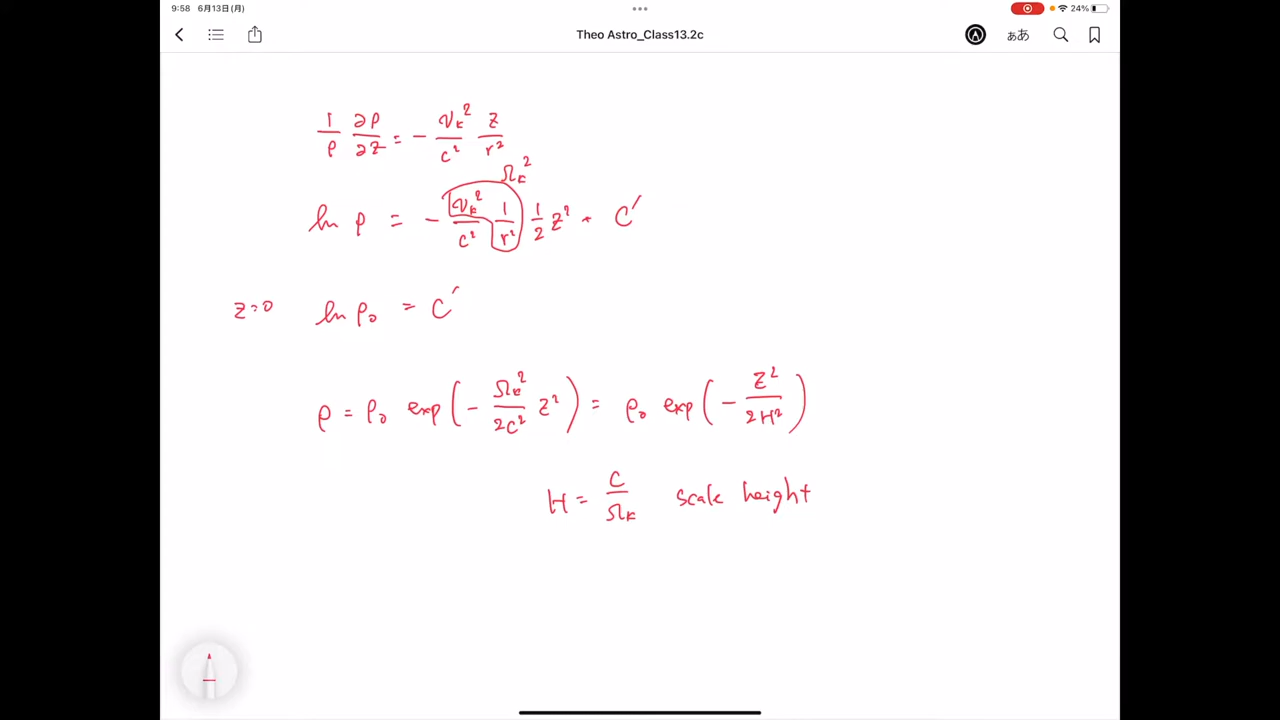 9:58 6月13日(月)
24%
Theo Astro_Class13.2c
ぁあ
1/ρ ∂ρ/∂z = - v_K²/c² z/r²
Ω_K²
ln ρ = - v_K²/c² 1/r² 1/2 z² + C′
z=0 ln ρ₀ = C′
ρ = ρ₀ exp(- Ω_K²/2c² z²) = ρ₀ exp(- z²/2H²)
H = c/Ω_K scale height